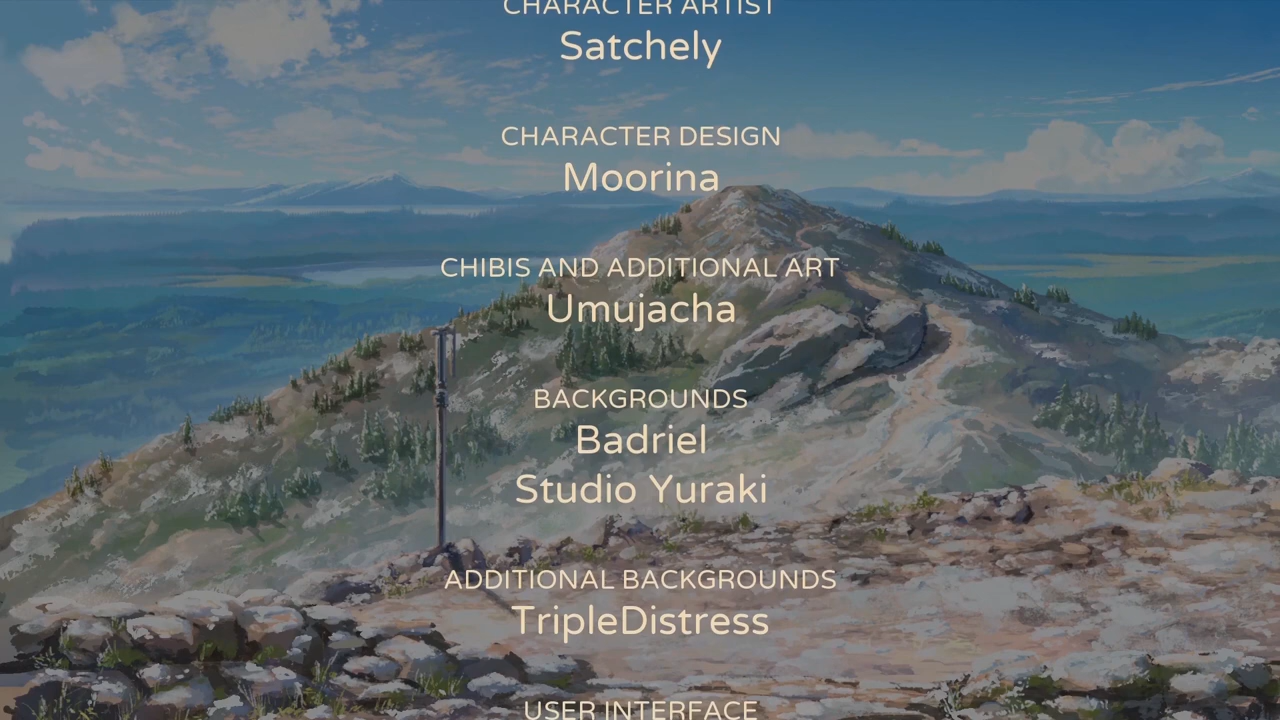 CHARACTER ARTIST
Satchely
CHARACTER DESIGN
Moorina
CHIBIS AND ADDITIONAL ART
Umujacha
BACKGROUNDS
Badriel
Studio Yuraki
ADDITIONAL BACKGROUNDS
TripleDistress
USER INTERFACE